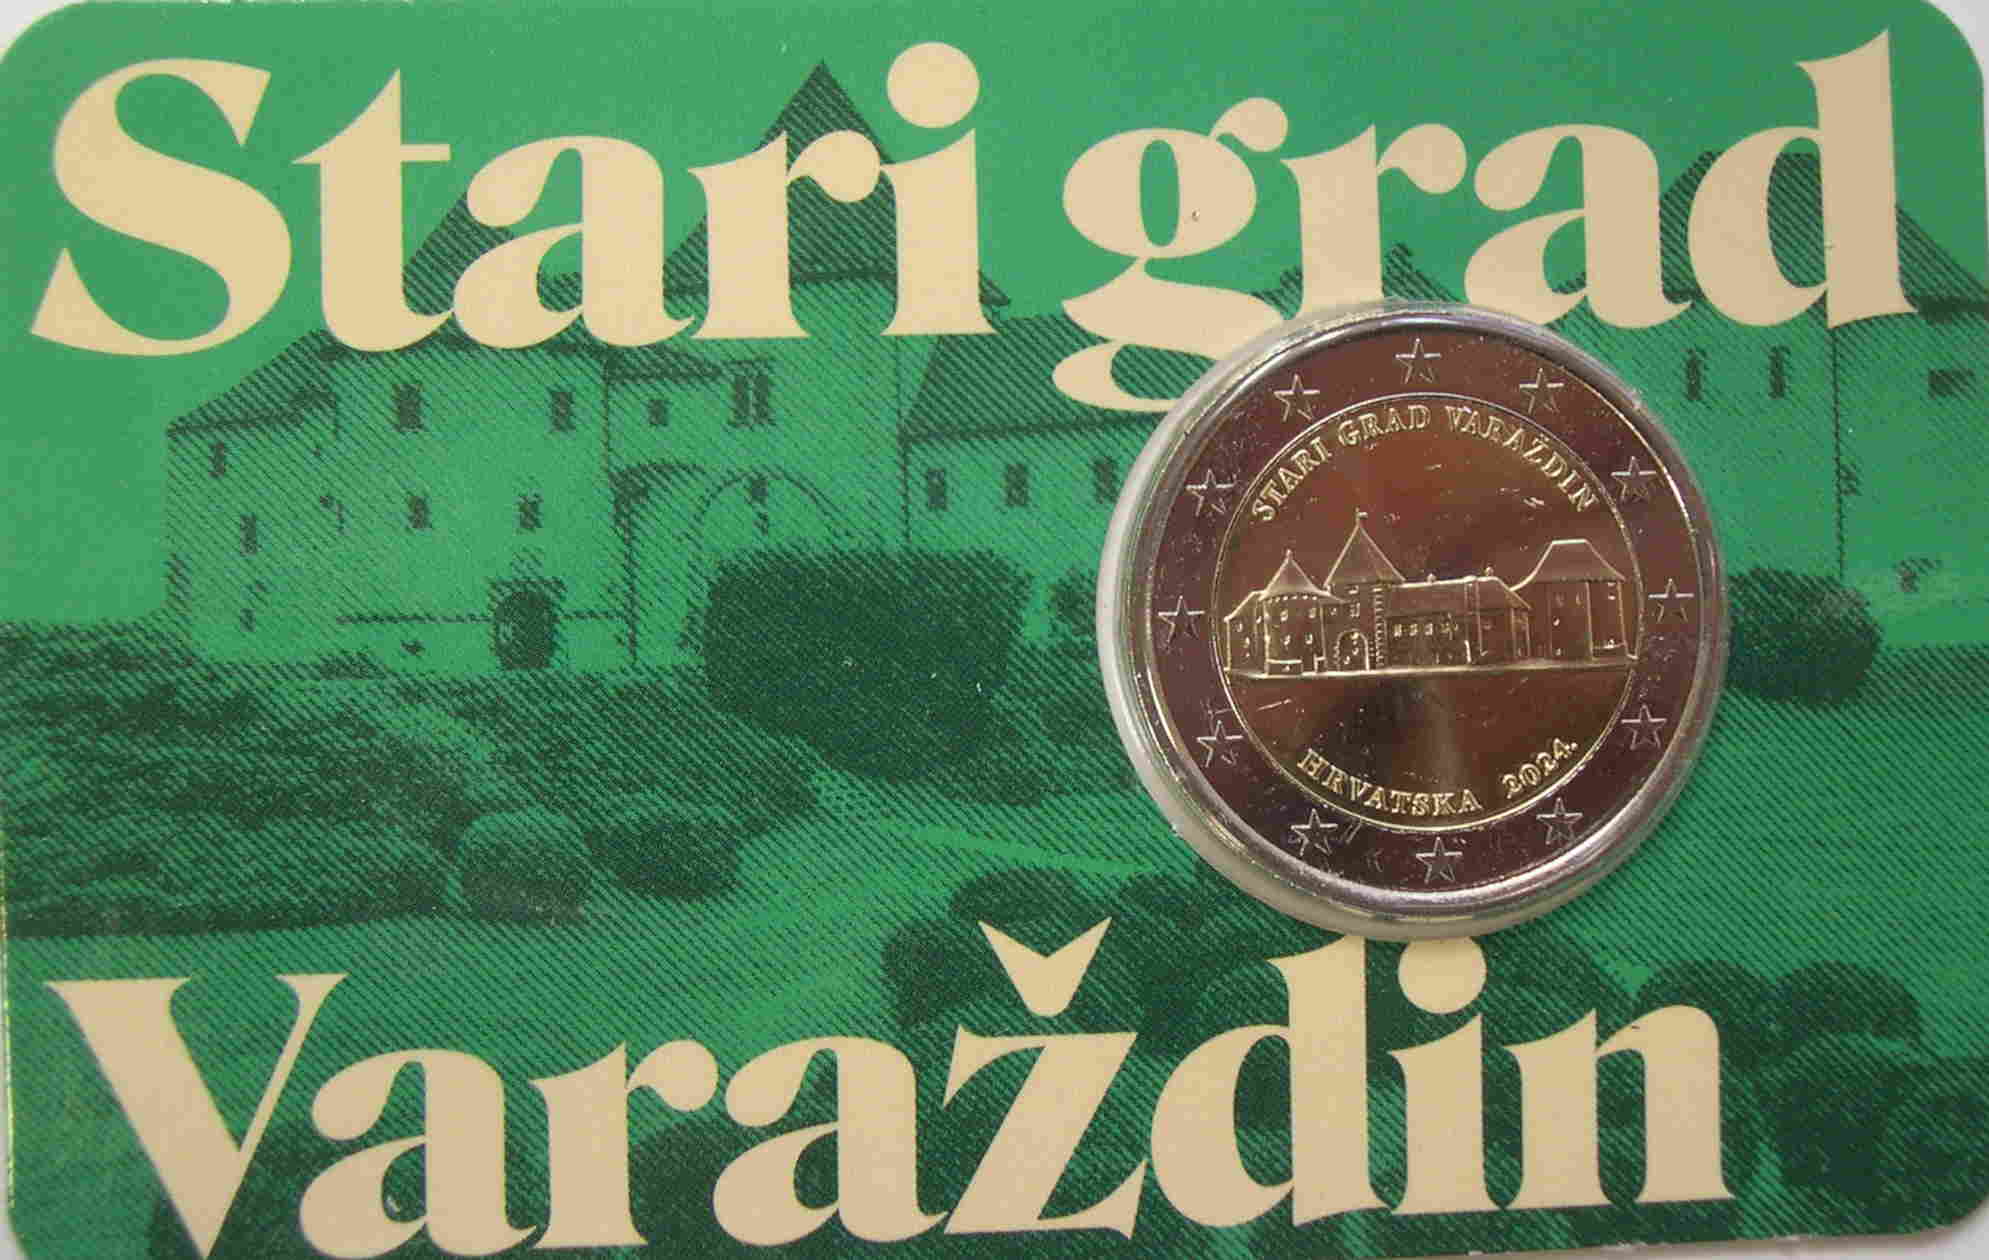 Stari grad
STARI GRAD VARAŽDIN
HRVATSKA 2024.
Varaždin